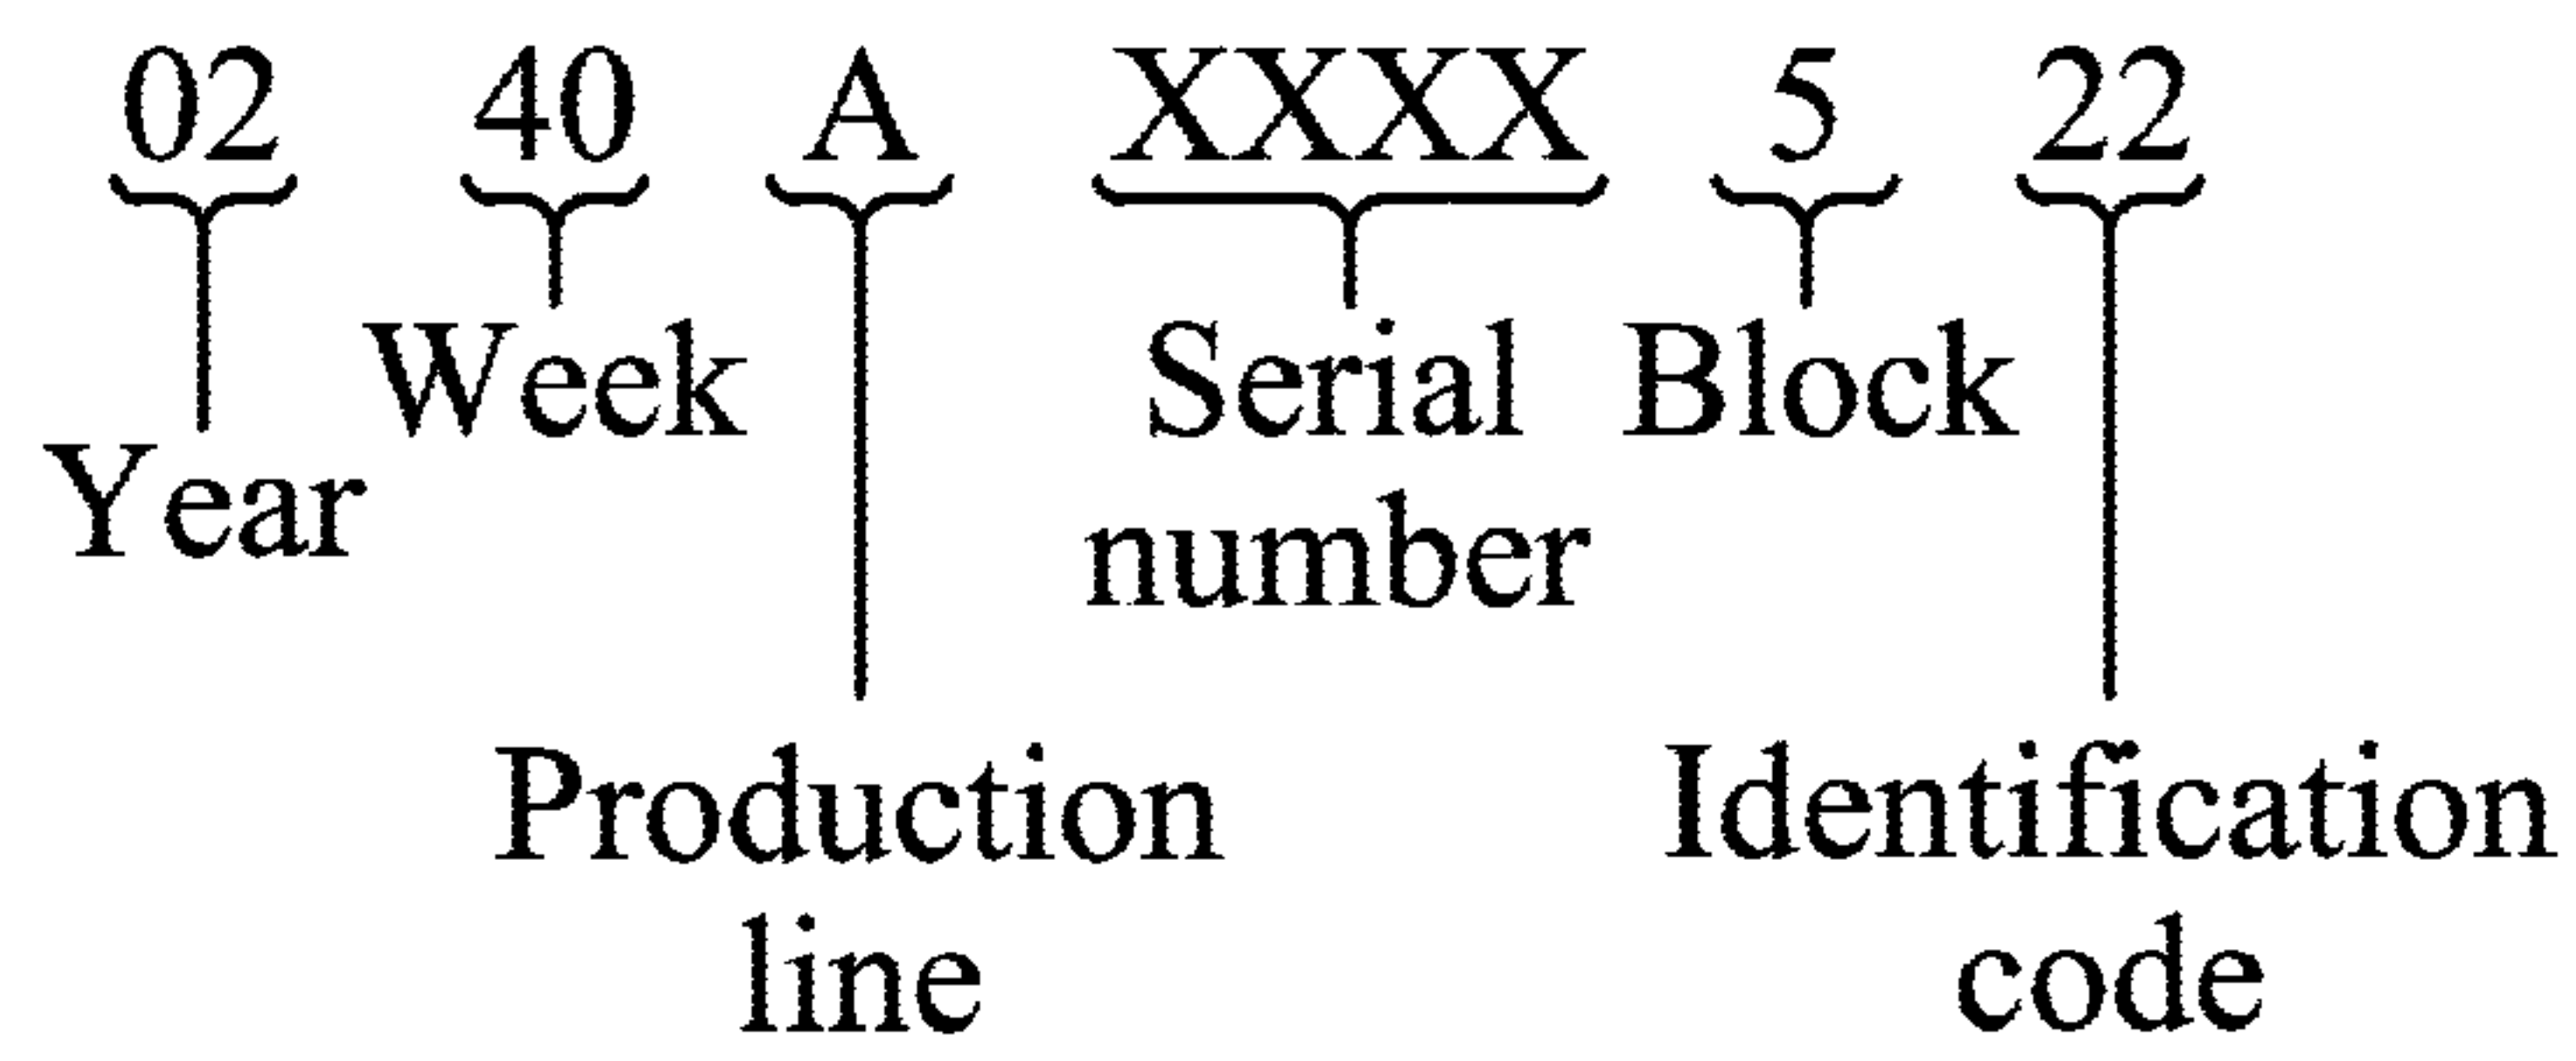 02 40 A XXXX 5 22
Week Serial Block
Year number
Production Identification
line code